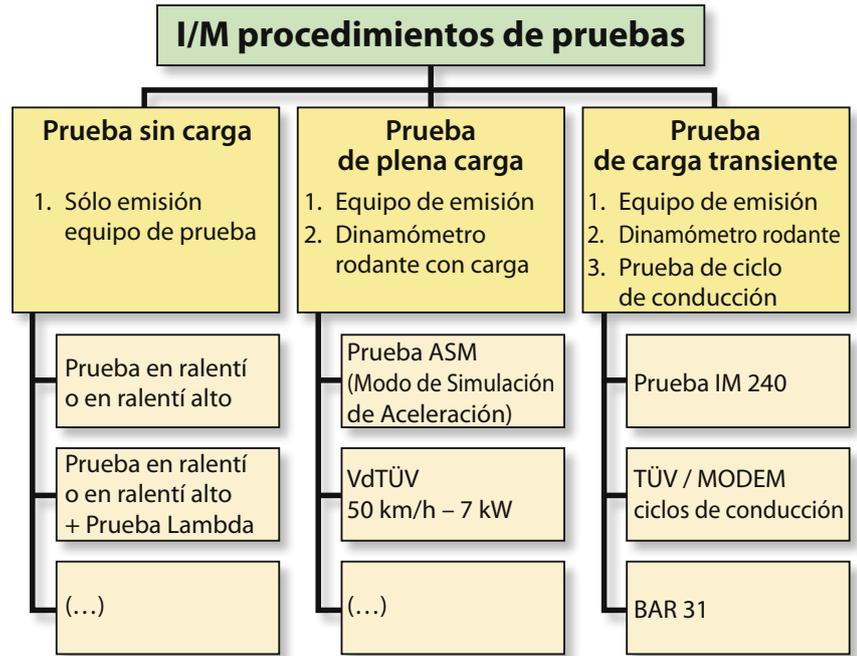 I/M procedimientos de pruebas
Prueba sin carga
1. Sólo emisión
equipo de prueba
Prueba en ralentí
o en ralentí alto
Prueba en ralentí
o en ralentí alto
+ Prueba Lambda
(…)
Prueba
de plena carga
1. Equipo de emisión
2. Dinamómetro
rodante con carga
Prueba ASM
(Modo de Simulación
de Aceleración)
VdTÜV
50 km/h – 7 kW
(…)
Prueba
de carga transiente
1. Equipo de emisión
2. Dinamómetro rodante
3. Prueba de ciclo
de conducción
Prueba IM 240
TÜV / MODEM
ciclos de conducción
BAR 31